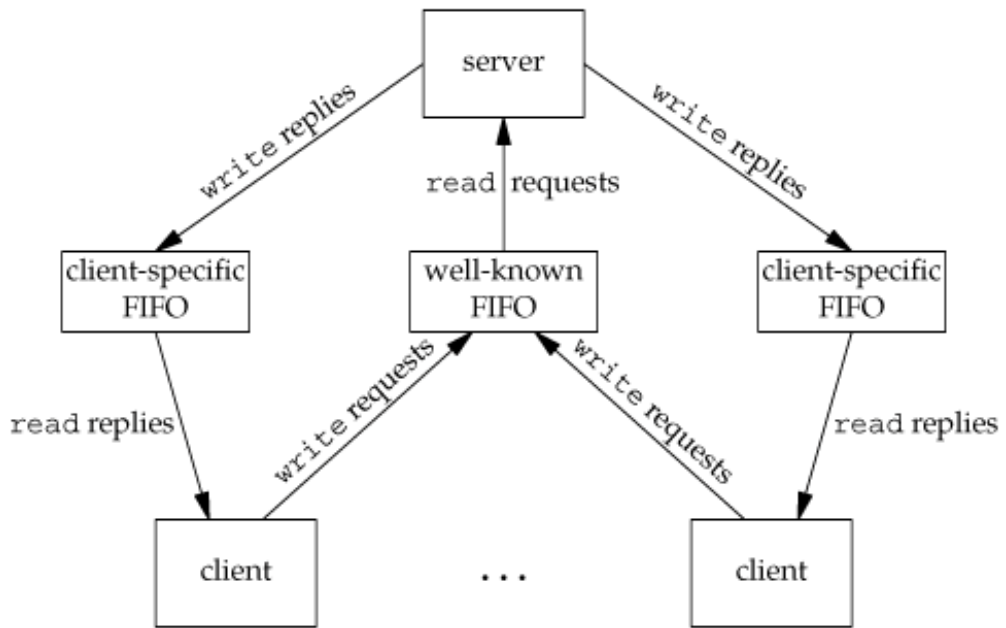 server
write replies
write replies
read requests
client-specific
FIFO
well-known
FIFO
client-specific
FIFO
read replies
write requests
write requests
read replies
client
...
client